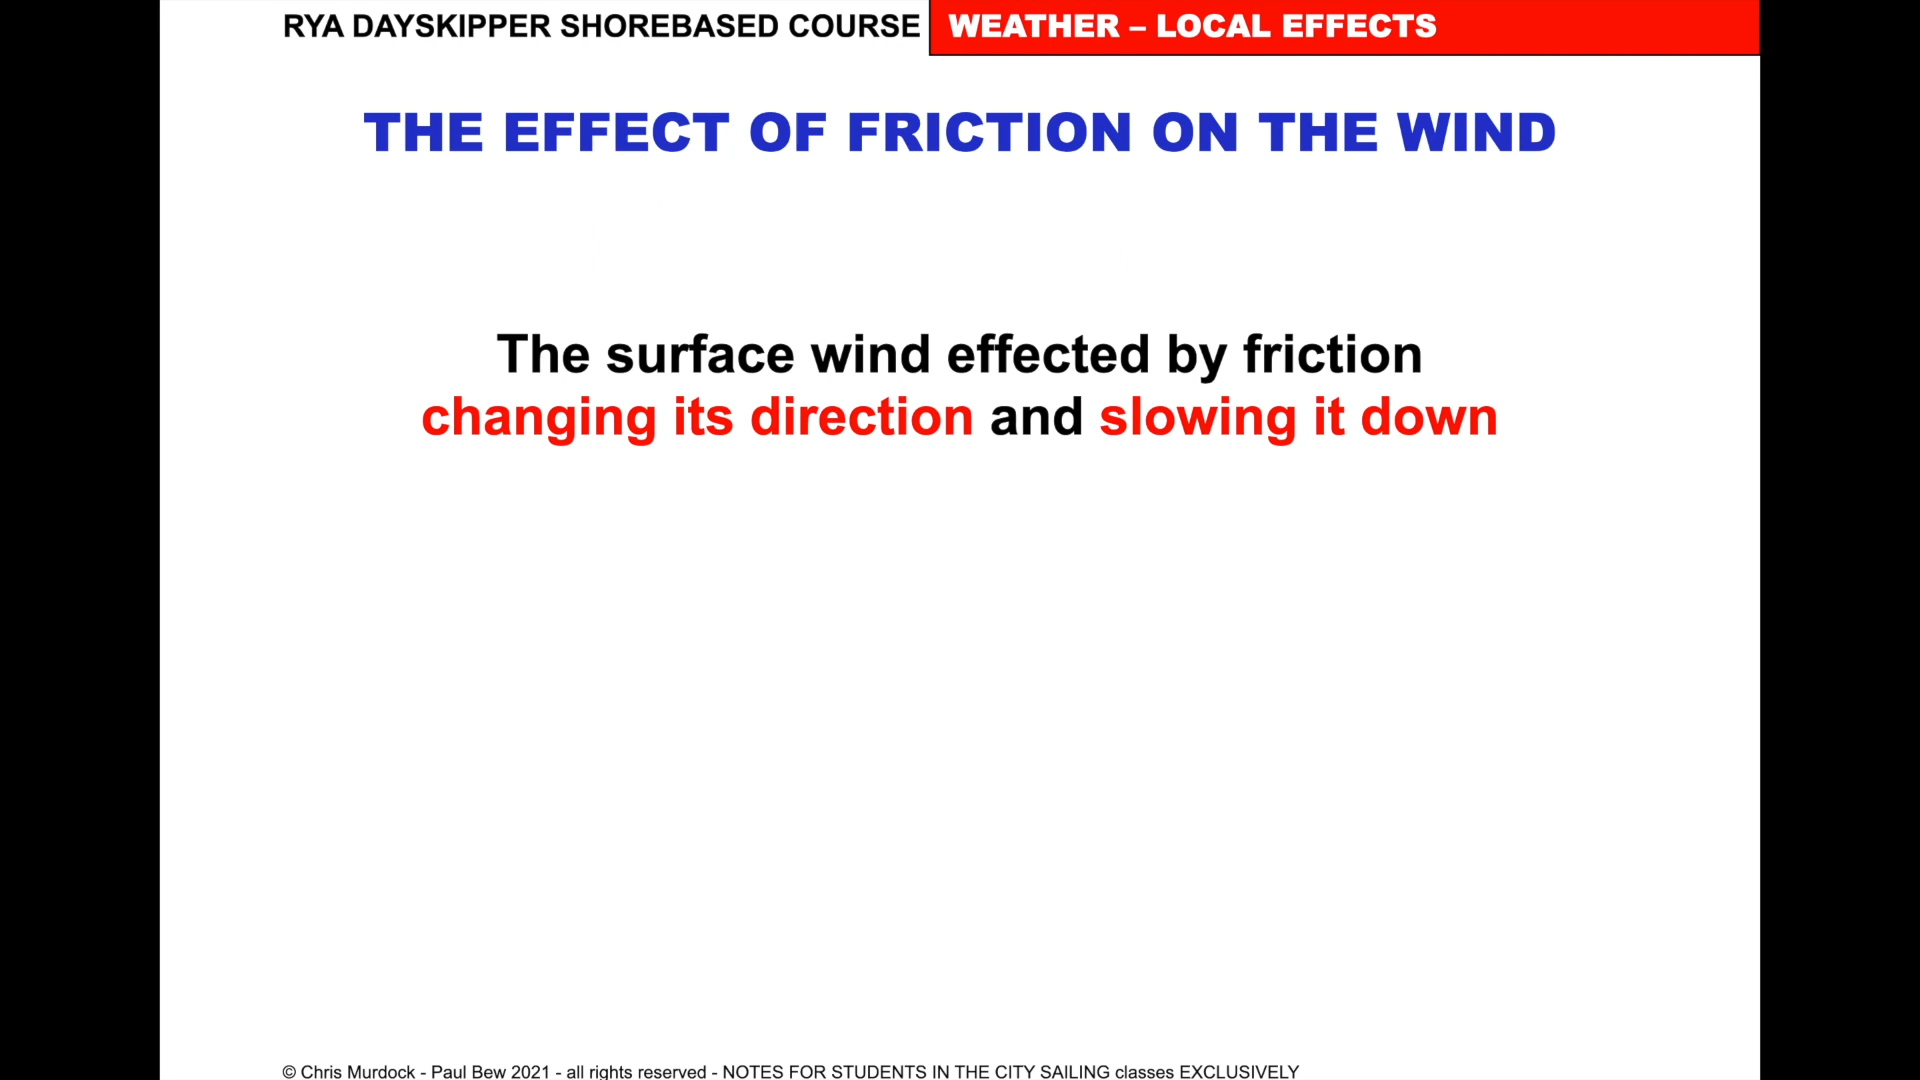 RYA DAYSKIPPER SHOREBASED COURSE WEATHER – LOCAL EFFECTS
THE EFFECT OF FRICTION ON THE WIND
The surface wind effected by friction
changing its direction and slowing it down
© Chris Murdock - Paul Bew 2021 - all rights reserved - NOTES FOR STUDENTS IN THE CITY SAILING classes EXCLUSIVELY